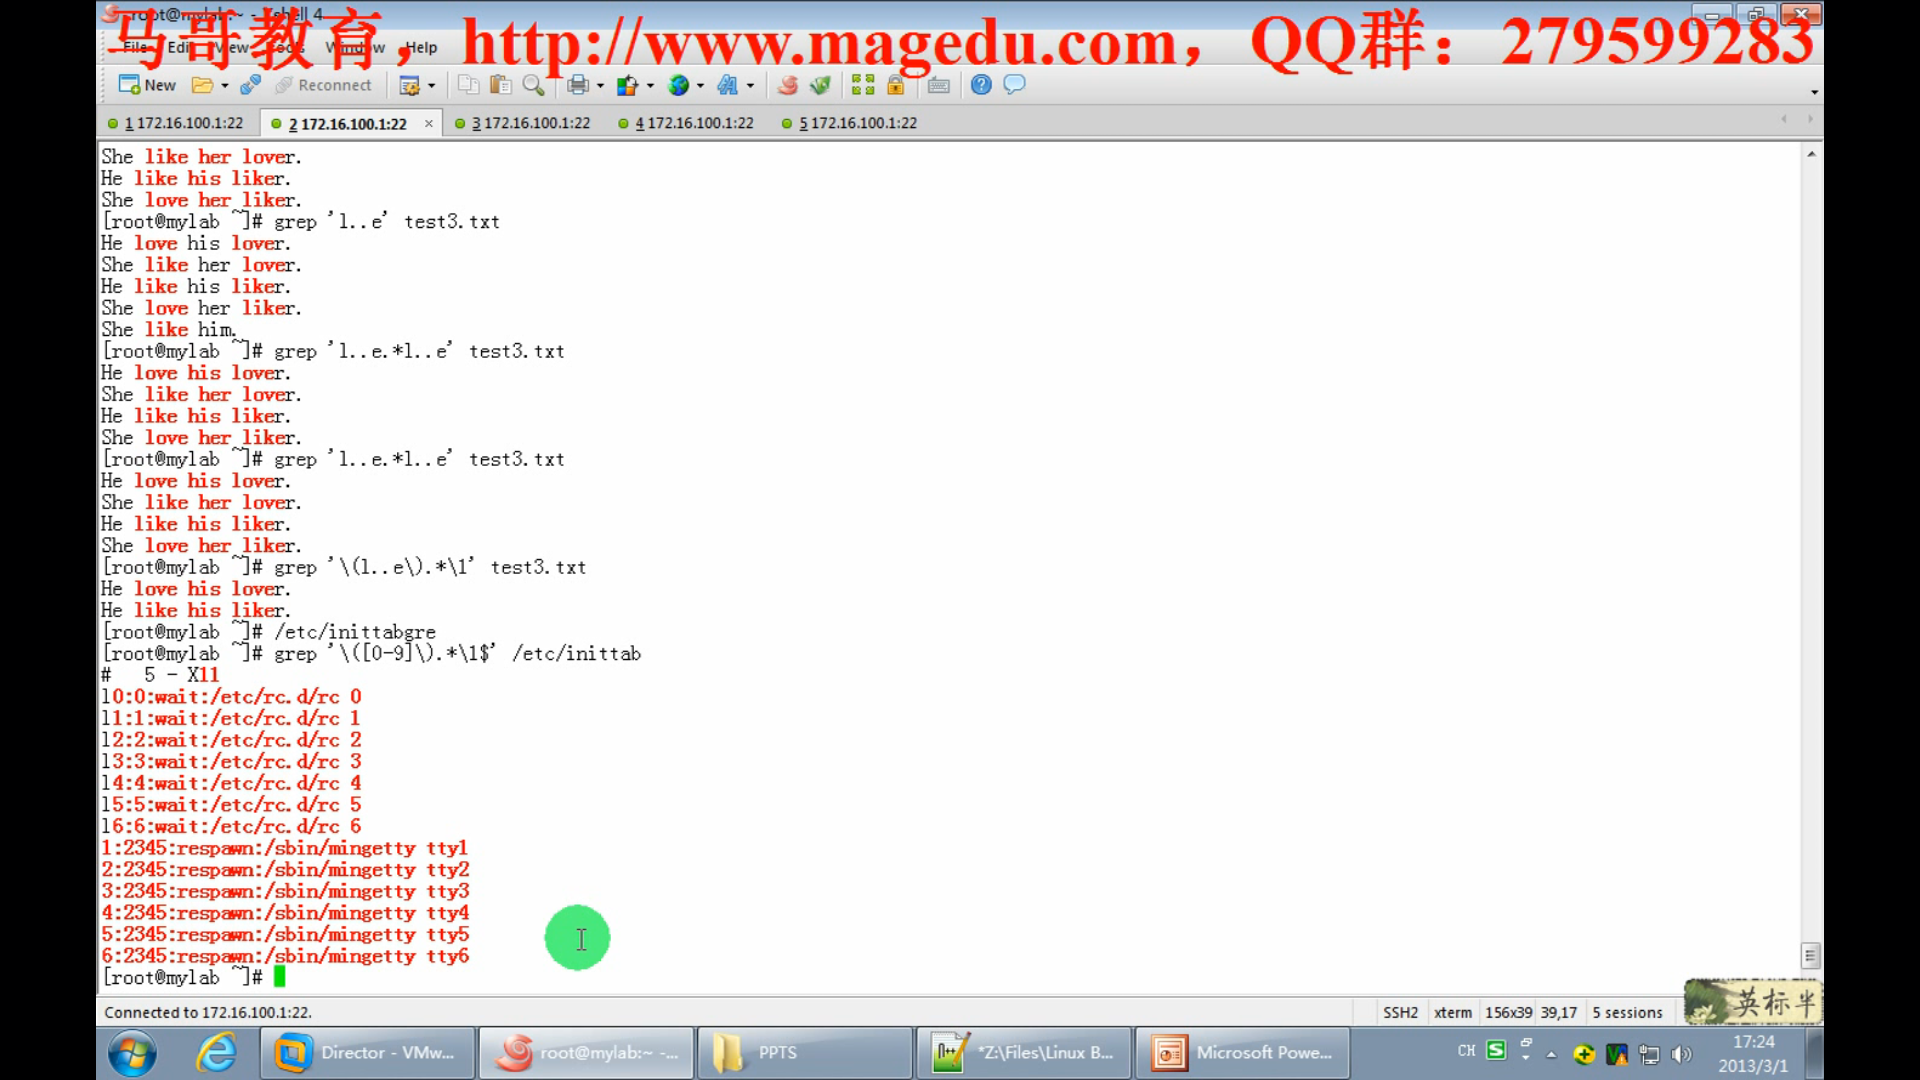 马哥教育，http://www.magedu.com，QQ群：279599283
root@mylab:~ - Xshell 4
File Edit View Tools Window Help
New Reconnect
1 172.16.100.1:22 2 172.16.100.1:22 × 3 172.16.100.1:22 4 172.16.100.1:22 5 172.16.100.1:22
She like her lover.
He like his liker.
She love her liker.
[root@mylab ~]# grep 'l..e' test3.txt
He love his lover.
She like her lover.
He like his liker.
She love her liker.
She like him.
[root@mylab ~]# grep 'l..e.*l..e' test3.txt
He love his lover.
She like her lover.
He like his liker.
She love her liker.
[root@mylab ~]# grep 'l..e.*l..e' test3.txt
He love his lover.
She like her lover.
He like his liker.
She love her liker.
[root@mylab ~]# grep '\(l..e\).*\1' test3.txt
He love his lover.
He like his liker.
[root@mylab ~]# /etc/inittabgre
[root@mylab ~]# grep '\([0-9]\).*\1$' /etc/inittab
#   5 - X11
l0:0:wait:/etc/rc.d/rc 0
l1:1:wait:/etc/rc.d/rc 1
l2:2:wait:/etc/rc.d/rc 2
l3:3:wait:/etc/rc.d/rc 3
l4:4:wait:/etc/rc.d/rc 4
l5:5:wait:/etc/rc.d/rc 5
l6:6:wait:/etc/rc.d/rc 6
1:2345:respawn:/sbin/mingetty tty1
2:2345:respawn:/sbin/mingetty tty2
3:2345:respawn:/sbin/mingetty tty3
4:2345:respawn:/sbin/mingetty tty4
5:2345:respawn:/sbin/mingetty tty5
6:2345:respawn:/sbin/mingetty tty6
[root@mylab ~]#
Connected to 172.16.100.1:22. SSH2 xterm 156x39 39,17 5 sessions
英标半
Director - VMw... root@mylab:~ -... PPTS *Z:\Files\Linux B... Microsoft Powe... CH 17:24
2013/3/1